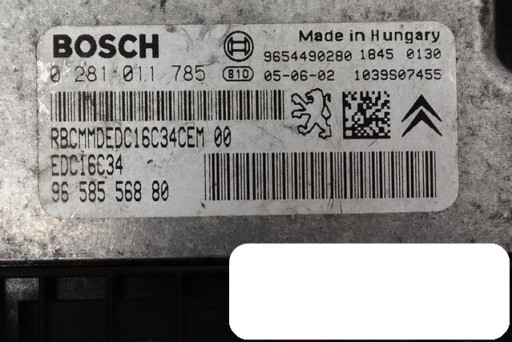 BOSCH
Made in Hungary
9654490280 1845 0130
0 281 011 785 810 05-06-02 1039S07455
RBCMMDEDC16C34CEM 00
EDC16C34
96 585 568 80